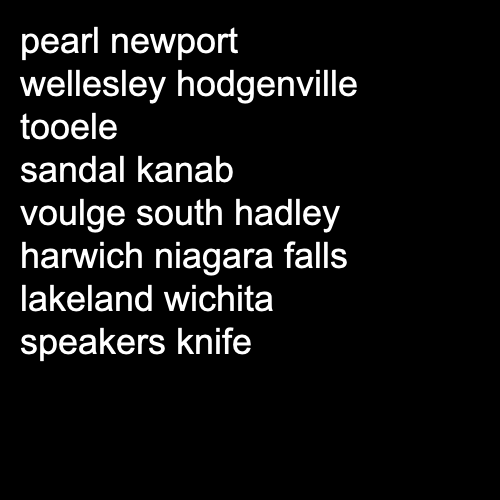 pearl newport
wellesley hodgenville
tooele
sandal kanab
voulge south hadley
harwich niagara falls
lakeland wichita
speakers knife